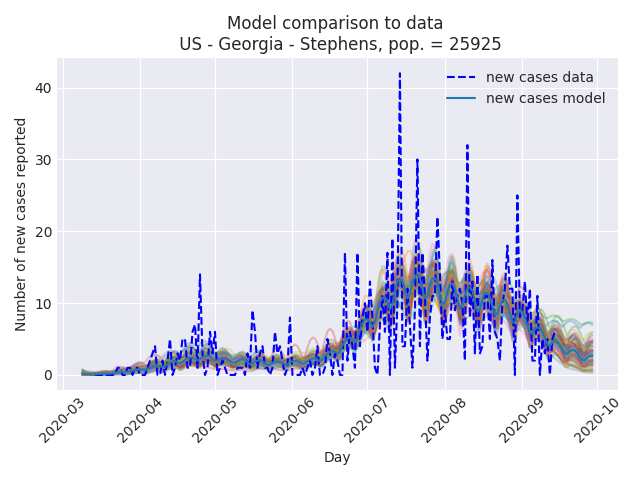 Model comparison to data
US - Georgia - Stephens, pop. = 25925
new cases data
new cases model
Number of new cases reported
40
30
20
10
0
2020-03
2020-04
2020-05
2020-06
2020-07
2020-08
2020-09
2020-10
Day